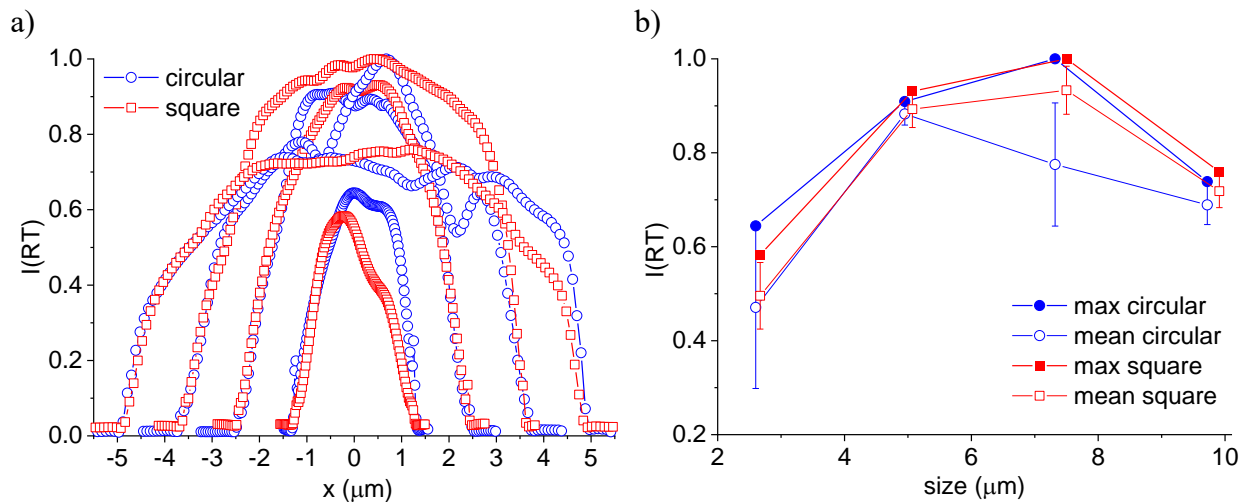 a)
I(RT)
1.0
0.8
0.6
0.4
0.2
0.0
circular
square
-5 -4 -3 -2 -1 0 1 2 3 4 5
x (μm)
b)
I(RT)
1.0
0.8
0.6
0.4
0.2
max circular
mean circular
max square
mean square
2 4 6 8 10
size (μm)